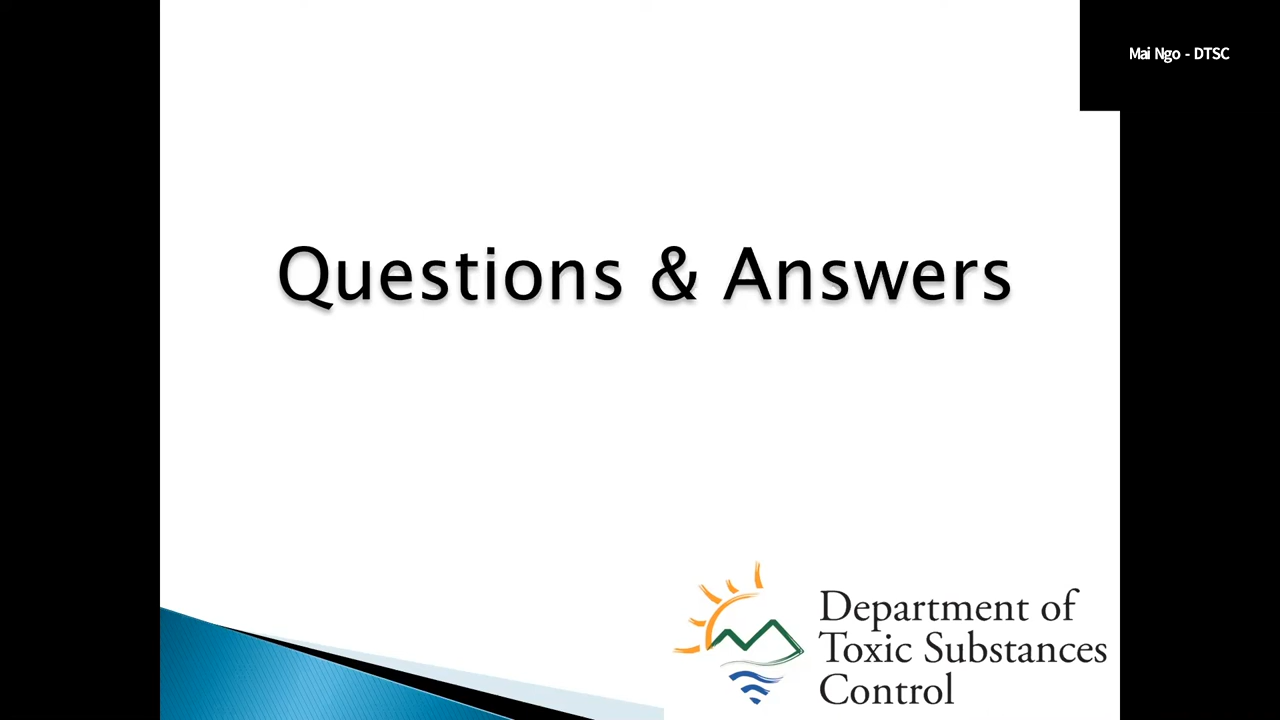 Mai Ngo - DTSC
Questions & Answers
Department of
Toxic Substances
Control